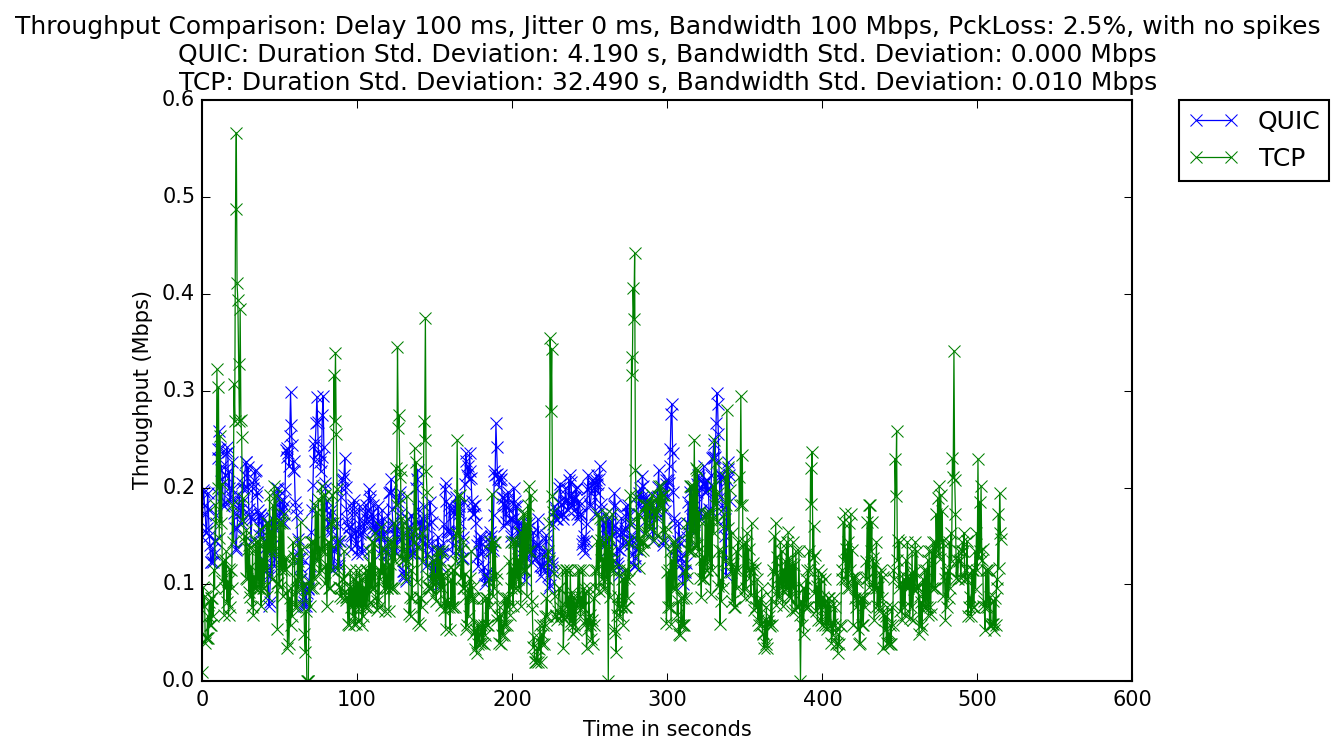 Throughput Comparison: Delay 100 ms, Jitter 0 ms, Bandwidth 100 Mbps, PckLoss: 2.5%, with no spikes
QUIC: Duration Std. Deviation: 4.190 s, Bandwidth Std. Deviation: 0.000 Mbps
TCP: Duration Std. Deviation: 32.490 s, Bandwidth Std. Deviation: 0.010 Mbps
QUIC
TCP
Throughput (Mbps)
0.6
0.5
0.4
0.3
0.2
0.1
0.0
0 100 200 300 400 500 600
Time in seconds